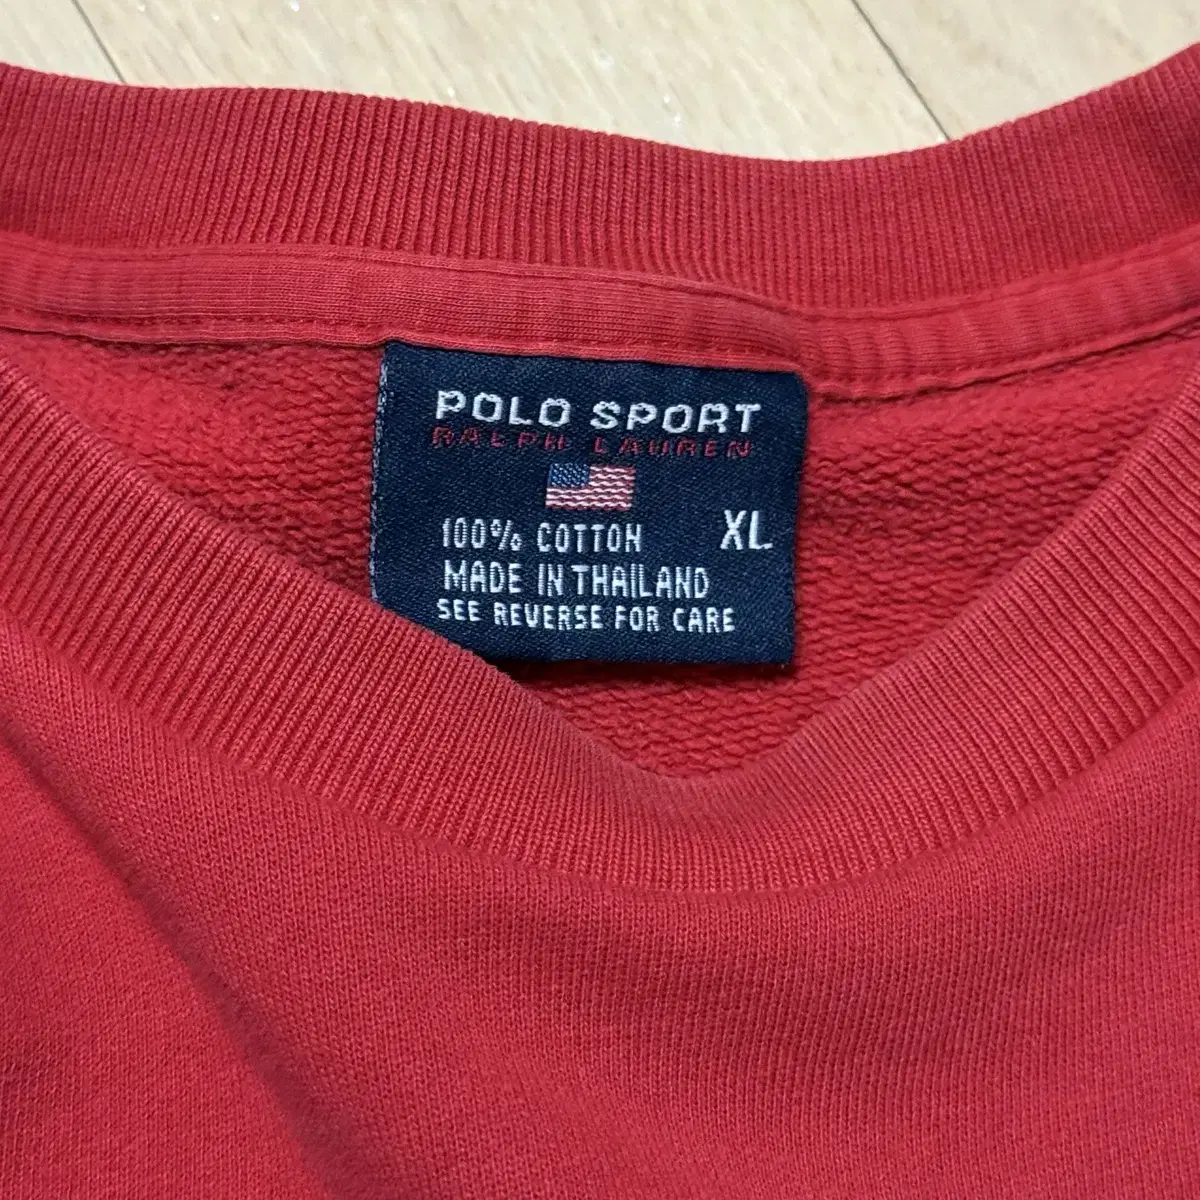 POLO SPORT
RALPH LAUREN
100% COTTON XL
MADE IN THAILAND
SEE REVERSE FOR CARE